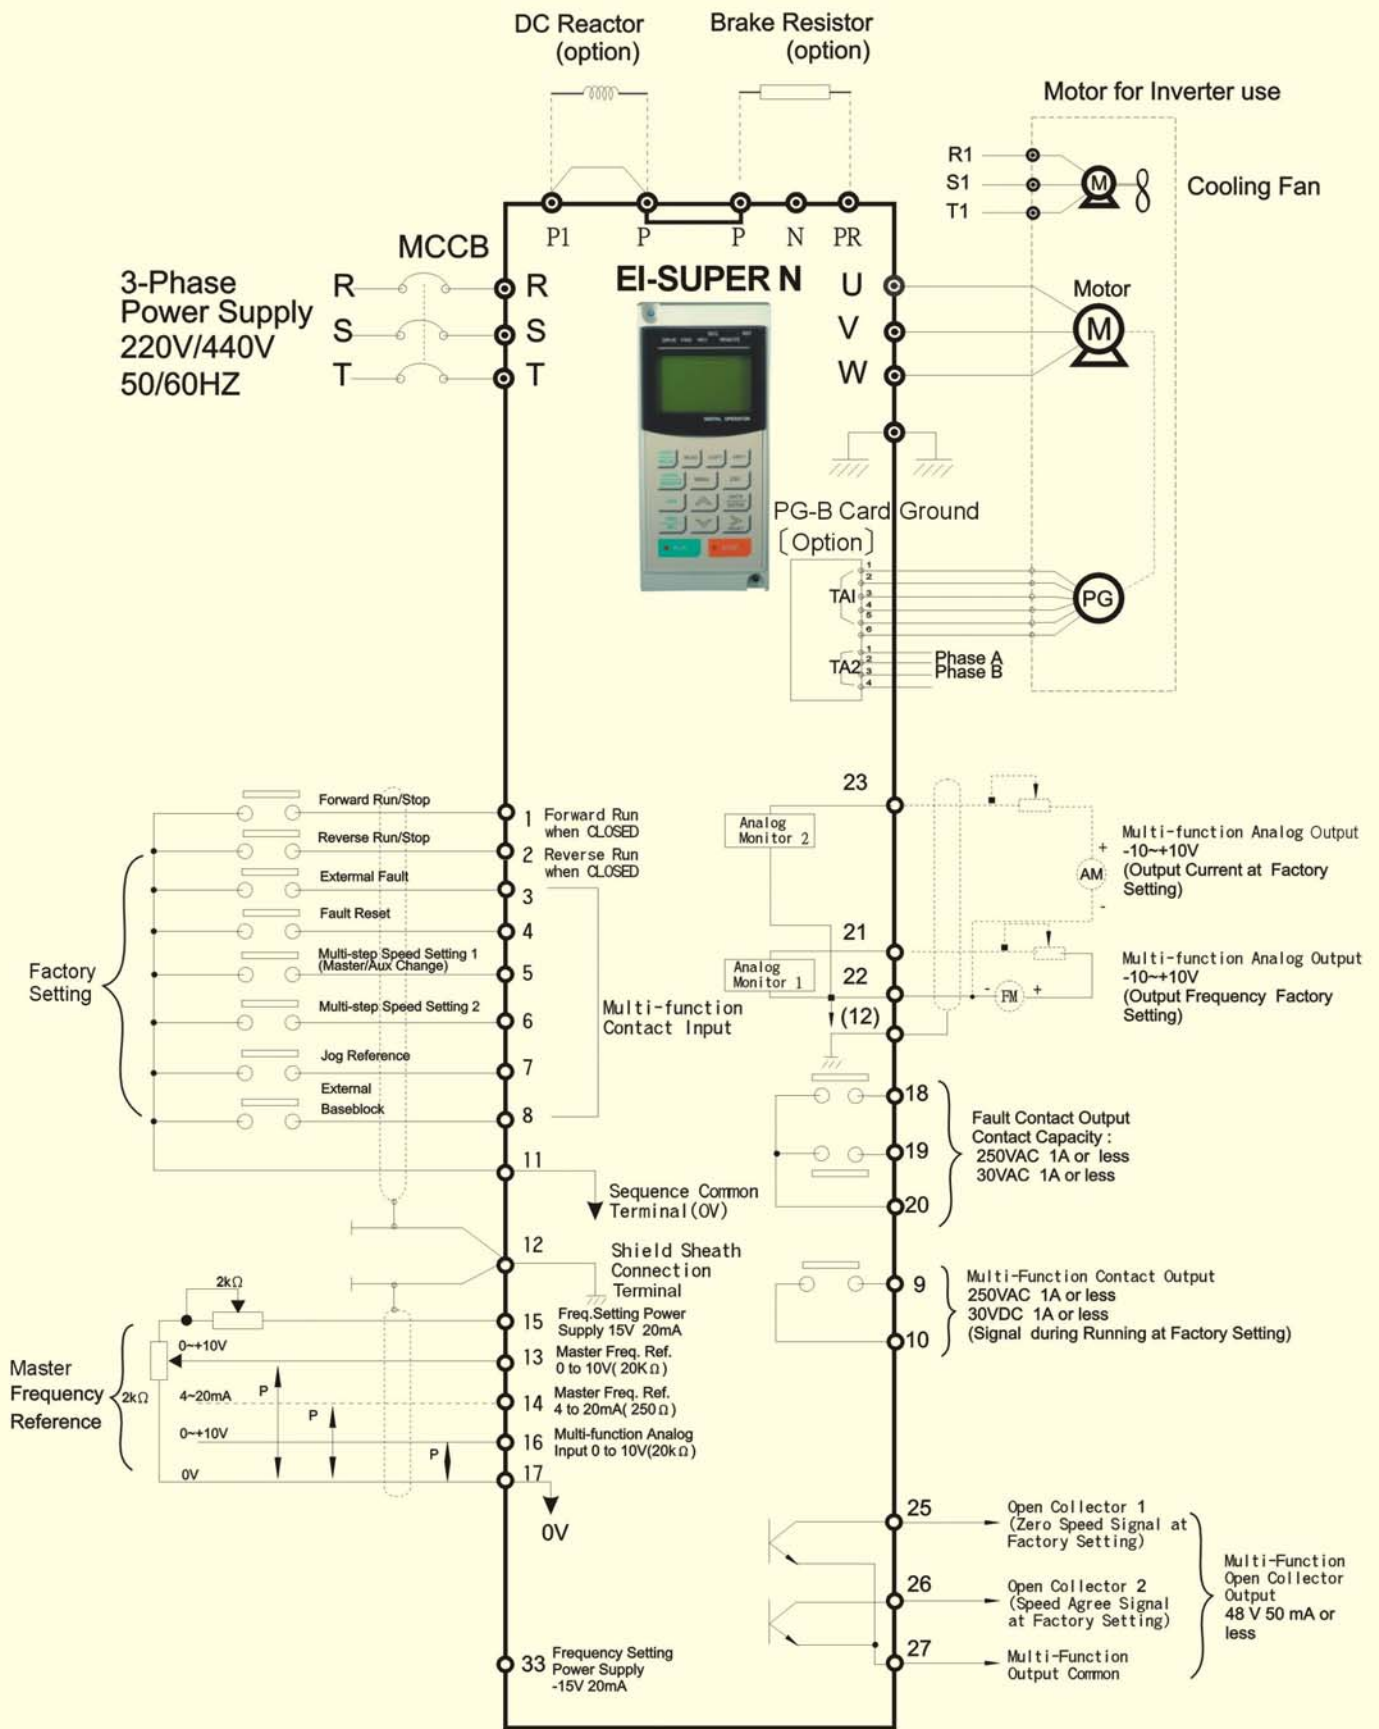 DC Reactor
(option)
Brake Resistor
(option)
Motor for Inverter use
R1
S1
T1
M
Cooling Fan
P1
P
P
N
PR
MCCB
3-Phase
Power Supply
220V/440V
50/60HZ
R
S
T
R
S
T
EI-SUPER N
U
V
W
Motor
M
DIGITAL OPERATOR
PG-B Card
Ground
〔Option〕
TA1
1
2
3
4
5
6
PG
TA2
1
2
3
4
Phase A
Phase B
Factory
Setting
Forward Run/Stop
Reverse Run/Stop
Extermal Fault
Fault Reset
Multi-step Speed Setting 1
(Master/Aux Change)
Multi-step Speed Setting 2
Jog Reference
External
Baseblock
1 Forward Run
when CLOSED
2 Reverse Run
when CLOSED
3
4
5
6
7
8
Multi-function
Contact Input
11
Sequence Common
Terminal(0V)
12
Shield Sheath
Connection
Terminal
Master
Frequency
Reference
2kΩ
2kΩ
0~+10V
4~20mA
0~+10V
0V
P
P
P
15 Freq.Setting Power
Supply 15V 20mA
13 Master Freq. Ref.
0 to 10V( 20KΩ)
14 Master Freq. Ref.
4 to 20mA( 250Ω)
16 Multi-function Analog
Input 0 to 10V(20kΩ)
17
0V
33 Frequency Setting
Power Supply
-15V 20mA
23
Analog
Monitor 2
AM
+
-
Multi-function Analog Output
-10~+10V
(Output Current at Factory
Setting)
21
Analog
Monitor 1
22
(12)
- FM +
Multi-function Analog Output
-10~+10V
(Output Frequency Factory
Setting)
18
19
20
Fault Contact Output
Contact Capacity :
250VAC 1A or less
30VAC 1A or less
9
10
Multi-Function Contact Output
250VAC 1A or less
30VDC 1A or less
(Signal during Running at Factory Setting)
25
Open Collector 1
(Zero Speed Signal at
Factory Setting)
26
Open Collector 2
(Speed Agree Signal
at Factory Setting)
27
Multi-Function
Output Common
Multi-Function
Open Collector
Output
48 V 50 mA or
less